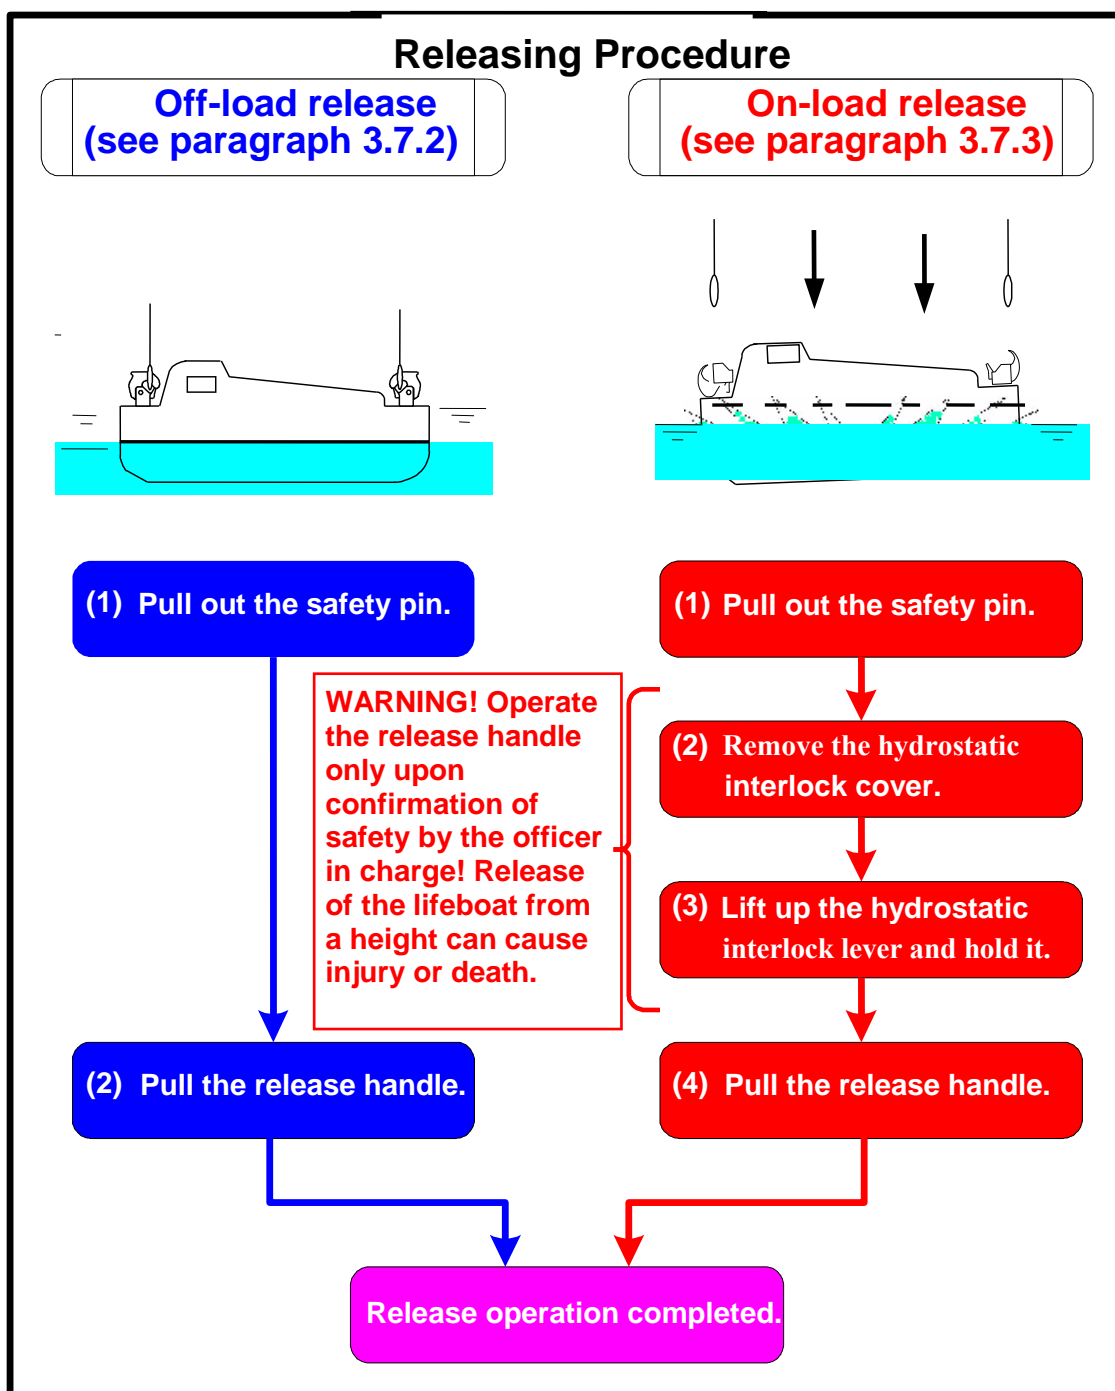 Releasing Procedure
Off-load release
(see paragraph 3.7.2)
On-load release
(see paragraph 3.7.3)
(1) Pull out the safety pin.
(2) Pull the release handle.
WARNING! Operate
the release handle
only upon
confirmation of
safety by the officer
in charge! Release
of the lifeboat from
a height can cause
injury or death.
(1) Pull out the safety pin.
(2) Remove the hydrostatic
interlock cover.
(3) Lift up the hydrostatic
interlock lever and hold it.
(4) Pull the release handle.
Release operation completed.